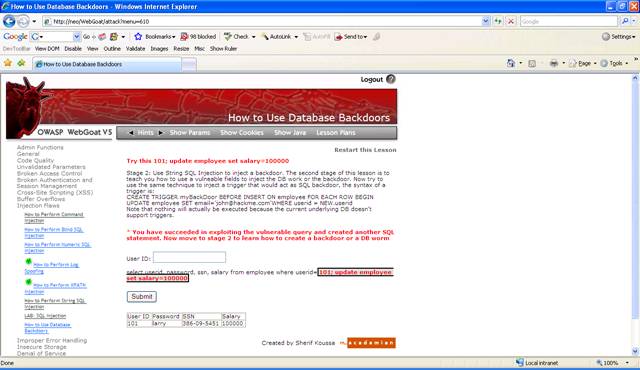 How to Use Database Backdoors - Windows Internet Explorer
http://neo/WebGoat/attack?menu=610
Google
File Edit View Favorites Tools Help
Google G Go Bookmarks 98 blocked Check AutoLink AutoFill Send to Settings
DevToolBar View DOM Disable View Outline Validate Images Resize Misc Show Ruler
How to Use Database Backdoors
Page Tools
Logout ?
How to Use Database Backdoors
OWASP WebGoat V5
Hints Show Params Show Cookies Show Java Lesson Plans
Restart this Lesson
Admin Functions
General
Code Quality
Unvalidated Parameters
Broken Access Control
Broken Authentication and
Session Management
Cross-Site Scripting (XSS)
Buffer Overflows
Injection Flaws
How to Perform Command
Injection
How to Perform Blind SQL
Injection
How to Perform Numeric SQL
Injection
How to Perform Log
Spoofing
How to Perform XPATH
Injection
How to Perform String SQL
Injection
LAB: SQL Injection
How to Use Database
Backdoors
Improper Error Handling
Insecure Storage
Denial of Service
Try this 101; update employee set salary=100000
Stage 2: Use String SQL Injection to inject a backdoor. The second stage of this lesson is to
teach you how to use a vulnerable fields to inject the DB work or the backdoor. Now try to
use the same technique to inject a trigger that would act as SQL backdoor, the syntax of a
trigger is:
CREATE TRIGGER myBackDoor BEFORE INSERT ON employee FOR EACH ROW BEGIN
UPDATE employee SET email='john@hackme.com'WHERE userid = NEW.userid
Note that nothing will actually be executed because the current underlying DB doesn't
support triggers.
* You have succeeded in exploiting the vulnerable query and created another SQL
statement. Now move to stage 2 to learn how to create a backdoor or a DB worm
User ID:
select userid, password, ssn, salary from employee where userid=101; update employee
set salary=100000
Submit
User ID Password SSN Salary
101 larry 386-09-5451 100000
Created by Sherif Koussa macadamian
Done Local intranet 100%